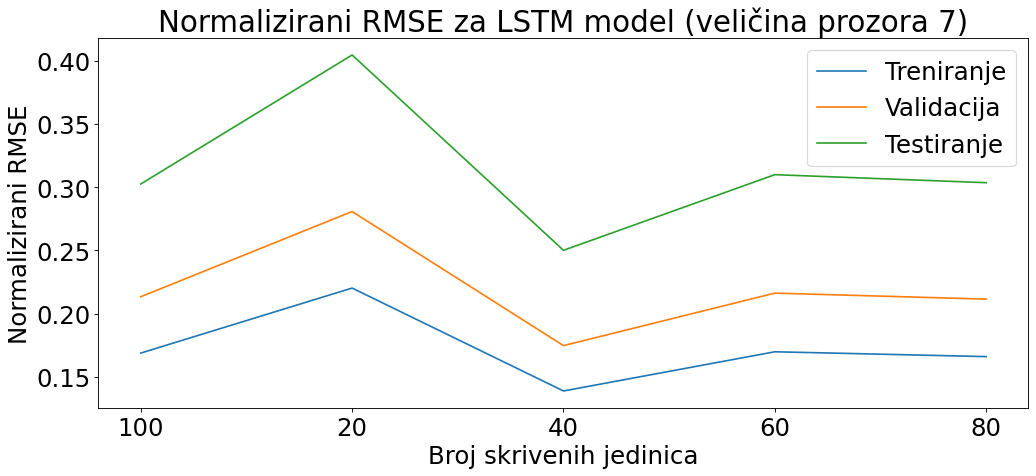 Normalizirani RMSE za LSTM model (veličina prozora 7)
Normalizirani RMSE
0.40
0.35
0.30
0.25
0.20
0.15
Treniranje
Validacija
Testiranje
100 20 40 60 80
Broj skrivenih jedinica